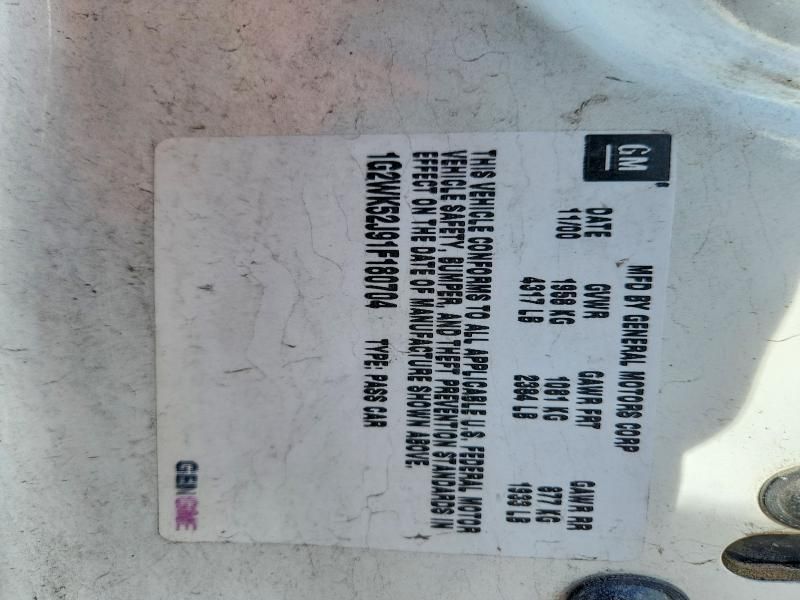 GM
MFD BY GENERAL MOTORS CORP
DATE GVWR GAWR FRT GAWR RR
11/00 1958 KG 1081 KG 877 KG
4317 LB 2384 LB 1933 LB
THIS VEHICLE CONFORMS TO ALL APPLICABLE U.S. FEDERAL MOTOR
VEHICLE SAFETY, BUMPER, AND THEFT PREVENTION STANDARDS IN
EFFECT ON THE DATE OF MANUFACTURE SHOWN ABOVE.
1G2WK52J91F180704 TYPE: PASS CAR